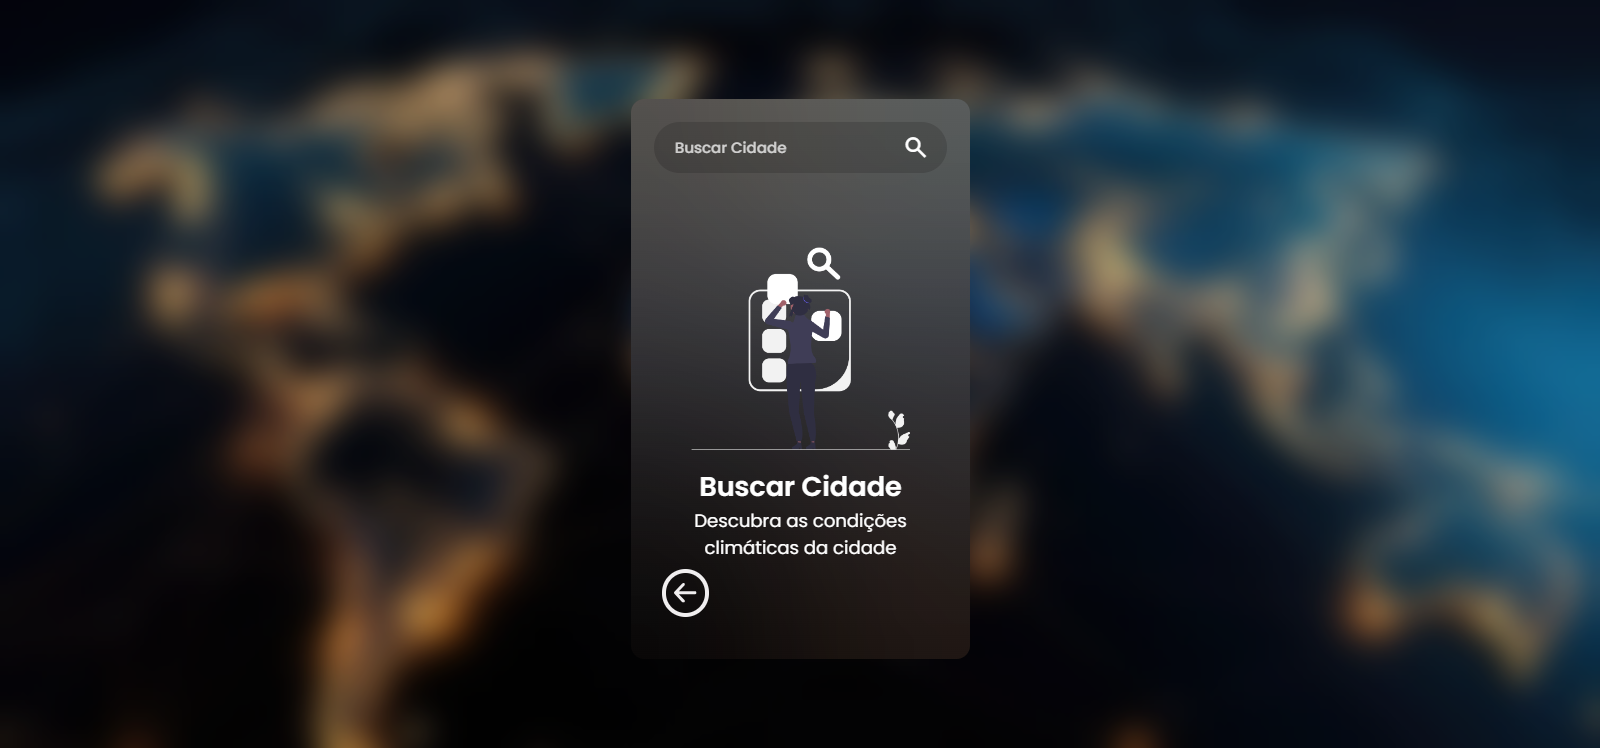 Buscar Cidade
Buscar Cidade
Descubra as condições
climáticas da cidade